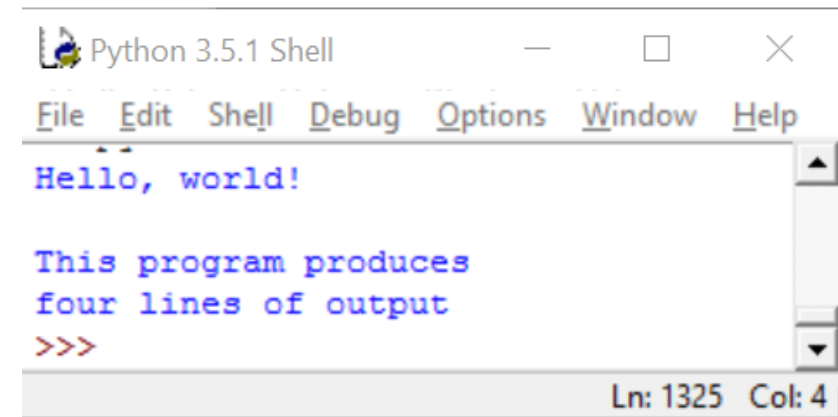 Python 3.5.1 Shell
File Edit Shell Debug Options Window Help
Hello, world!
This program produces
four lines of output
>>>
Ln: 1325 Col: 4